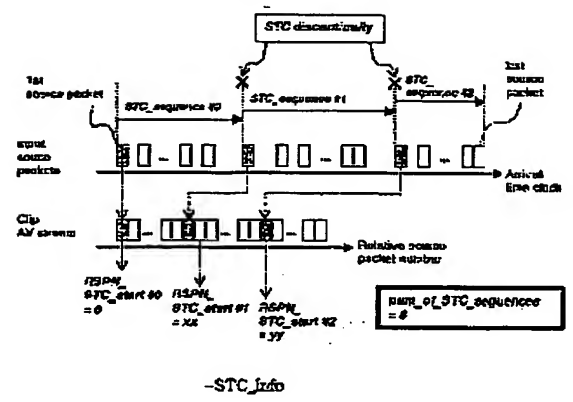 STC discontinuity
1st
source packet
STC_sequence #0
STC_sequence #1
STC_
sequence #2
last
source
packet
Input
source
packets
Arrival
time clock
Clip
AV stream
Relative source
packet number
RSPN_
STC_start #0
= 0
RSPN_
STC_start #1
= xx
RSPN_
STC_start #2
= yy
num_of_STC_sequences
=
–STC_Info